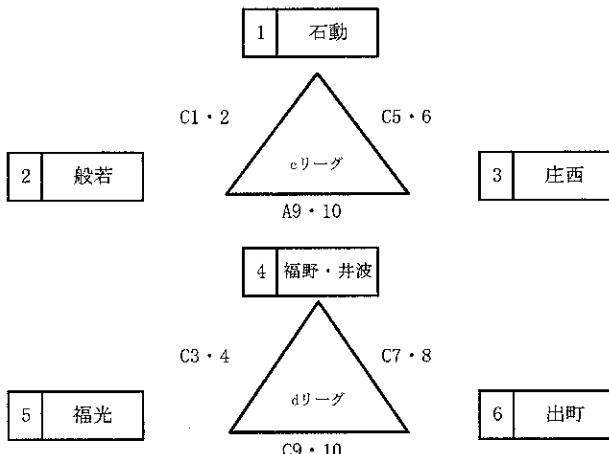 1 石動
C1・2 C5・6
cリーグ
2 般若 3 庄西
A9・10
4 福野・井波
C3・4 C7・8
dリーグ
5 福光 6 出町
C9・10